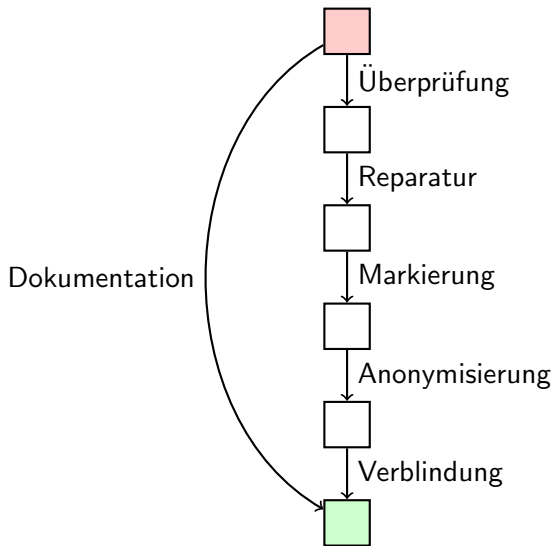 Überprüfung
Reparatur
Markierung
Dokumentation
Anonymisierung
Verblindung